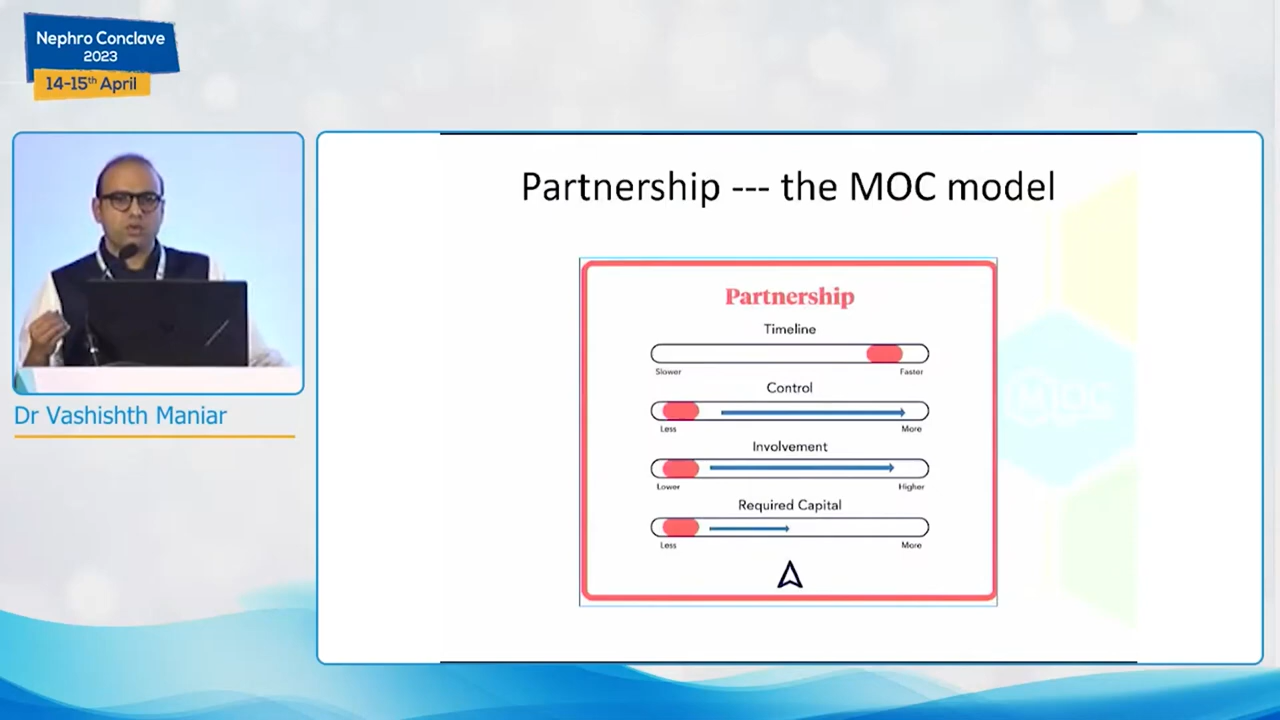 Nephro Conclave
2023
14-15th April
Dr Vashishth Maniar
Partnership --- the MOC model
Partnership
Timeline
Slower Faster
Control
Less More
Involvement
Lower Higher
Required Capital
Less More
MOC